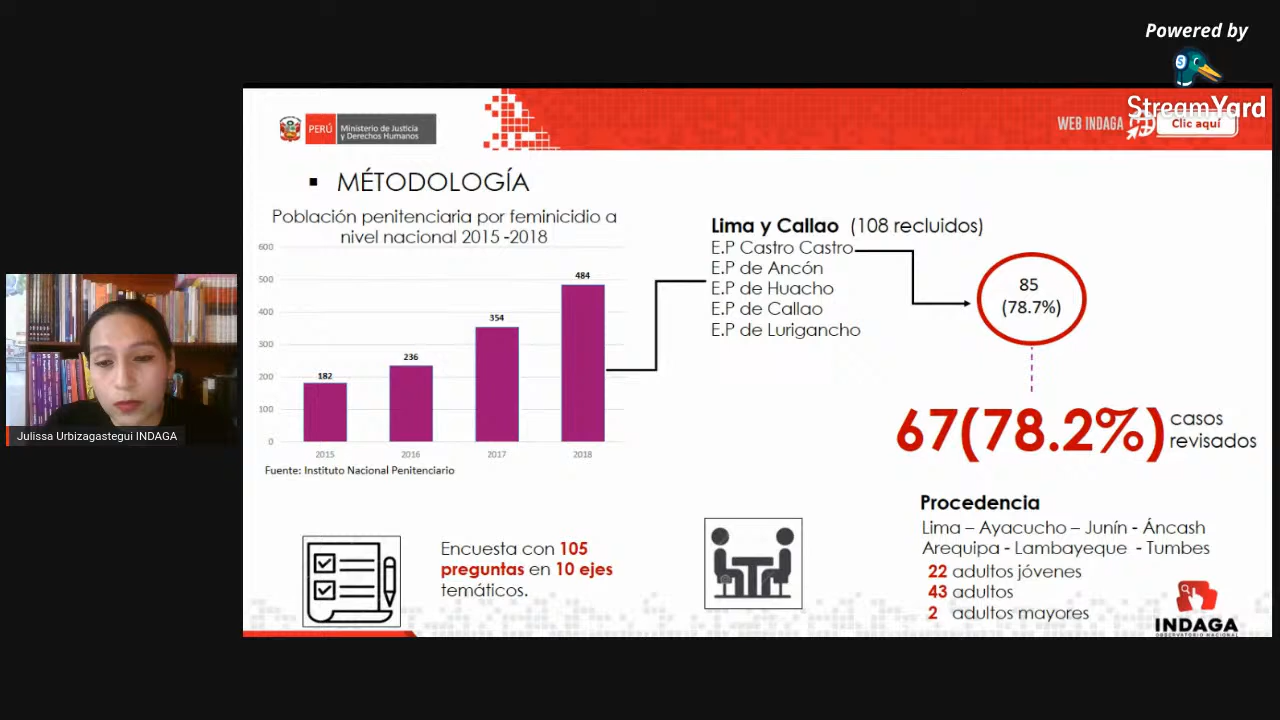 Powered by
StreamYard
PERÚ
Ministerio de Justicia
y Derechos Humanos
WEB INDAGA
Clic aquí
▪ MÉTODOLOGÍA
Población penitenciaria por feminicidio a
nivel nacional 2015 -2018
600
500
400
300
200
100
0
182
236
354
484
2015
2016
2017
2018
Fuente: Instituto Nacional Penitenciario
Lima y Callao (108 recluidos)
E.P Castro Castro
E.P de Ancón
E.P de Huacho
E.P de Callao
E.P de Lurigancho
85
(78.7%)
67(78.2%) casos
revisados
Procedencia
Lima – Ayacucho – Junín - Áncash
Arequipa - Lambayeque - Tumbes
22 adultos jóvenes
43 adultos
2 adultos mayores
Encuesta con 105
preguntas en 10 ejes
temáticos.
INDAGA
OBSERVATORIO NACIONAL
Julissa Urbizagastegui INDAGA